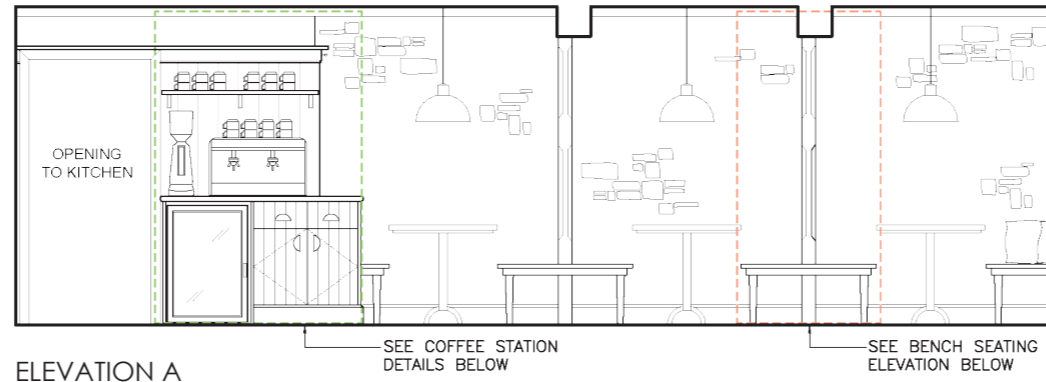 OPENING
TO KITCHEN
SEE COFFEE STATION
DETAILS BELOW
SEE BENCH SEATING
ELEVATION BELOW
ELEVATION A